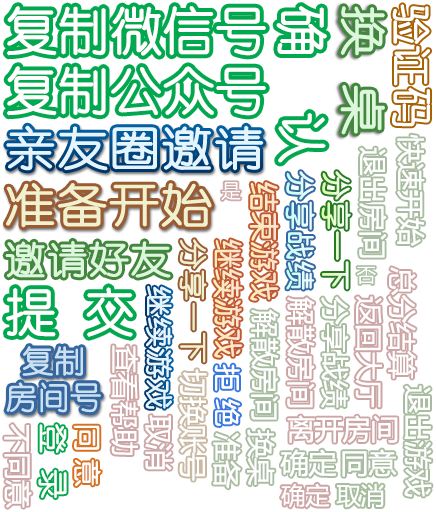 复制微信号
复制公众号
亲友圈邀请
准备开始
邀请好友
提交
复制
房间号
确认
换桌
验证码
快速开始
退出房间
分享一下
分享战绩
结束游戏
继续游戏
分享一下
继续游戏
查看帮助
取消
切换帐号
拒绝
准备
换桌
解散房间
解散房间
分享战绩
返回大厅
总分结算
退出游戏
离开房间
确定
同意
确定
取消
不同意
登录
同意